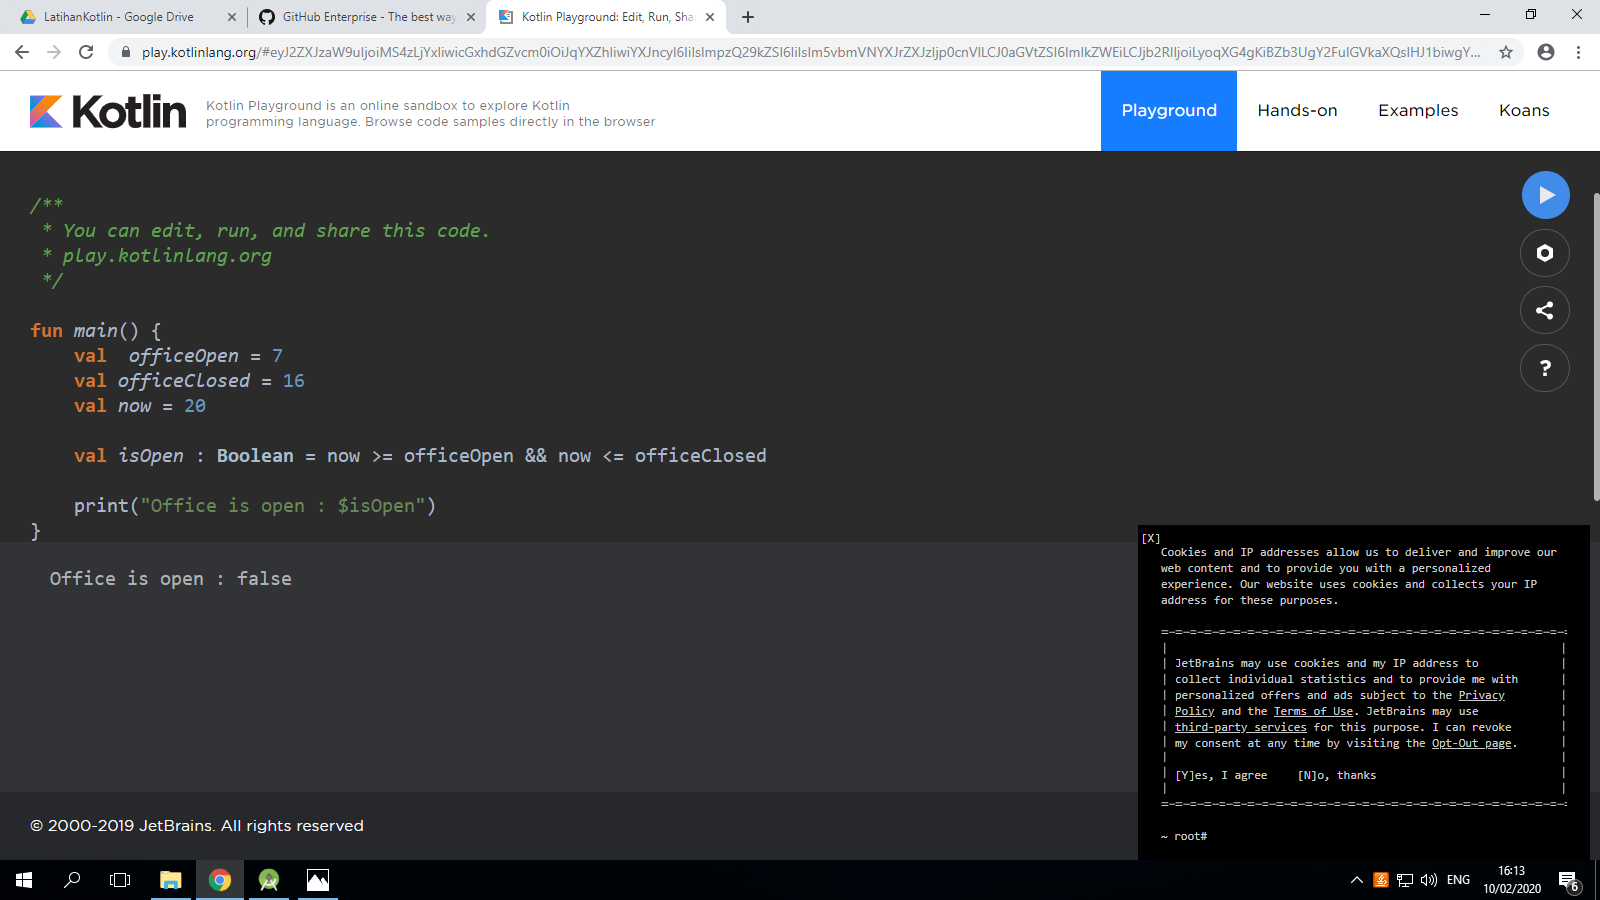 LatihanKotlin - Google Drive
GitHub Enterprise - The best way
Kotlin Playground: Edit, Run, Sha
Kotlin
Kotlin Playground is an online sandbox to explore Kotlin
programming language. Browse code samples directly in the browser
Playground
Hands-on
Examples
Koans
/**
* You can edit, run, and share this code.
* play.kotlinlang.org
*/
fun main() {
val  officeOpen = 7
val officeClosed = 16
val now = 20
val isOpen : Boolean = now >= officeOpen && now <= officeClosed
print("Office is open : $isOpen")
}
Office is open : false
[X]
Cookies and IP addresses allow us to deliver and improve our
web content and to provide you with a personalized
experience. Our website uses cookies and collects your IP
address for these purposes.
JetBrains may use cookies and my IP address to
collect individual statistics and to provide me with
personalized offers and ads subject to the Privacy
Policy and the Terms of Use. JetBrains may use
third-party services for this purpose. I can revoke
my consent at any time by visiting the Opt-Out page.
[Y]es, I agree [N]o, thanks
~ root#
© 2000-2019 JetBrains. All rights reserved
ENG
16:13
10/02/2020
6